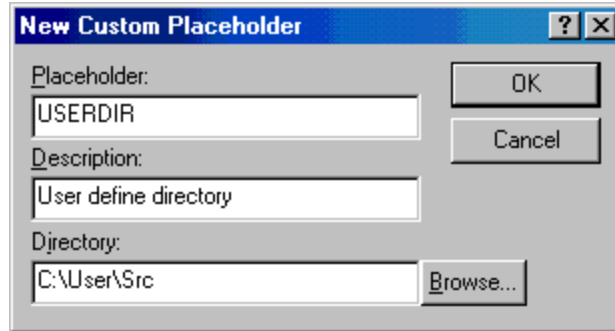 New Custom Placeholder
Placeholder:
USERDIR
OK
Cancel
Description:
User define directory
Directory:
C:\User\Src
Browse...